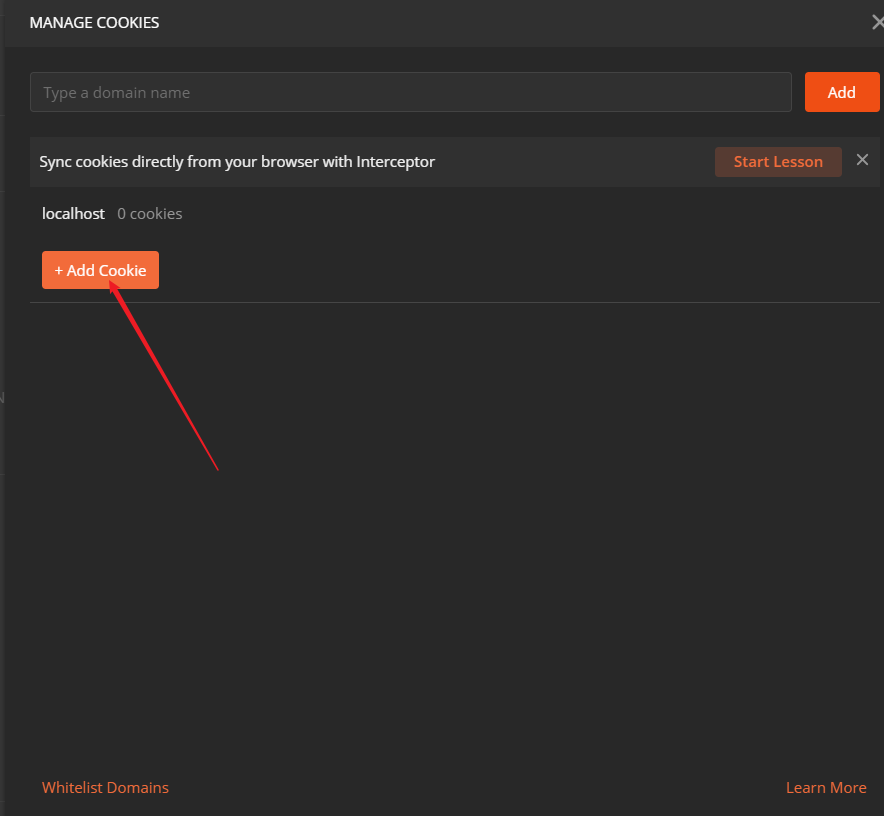 MANAGE COOKIES
Type a domain name
Add
Sync cookies directly from your browser with Interceptor
Start Lesson
localhost 0 cookies
+ Add Cookie
Whitelist Domains
Learn More